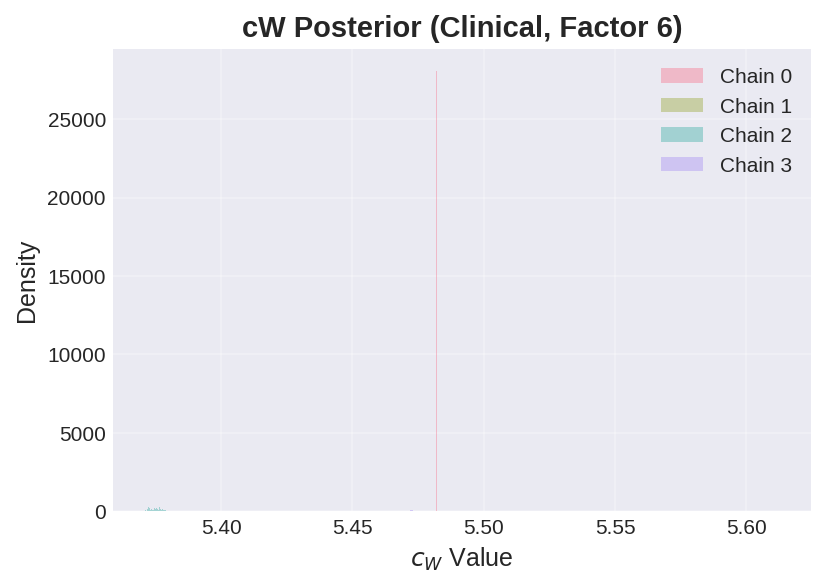 cW Posterior (Clinical, Factor 6)
Chain 0
Chain 1
Chain 2
Chain 3
25000
20000
15000
10000
5000
0
Density
5.40 5.45 5.50 5.55 5.60
c_W Value